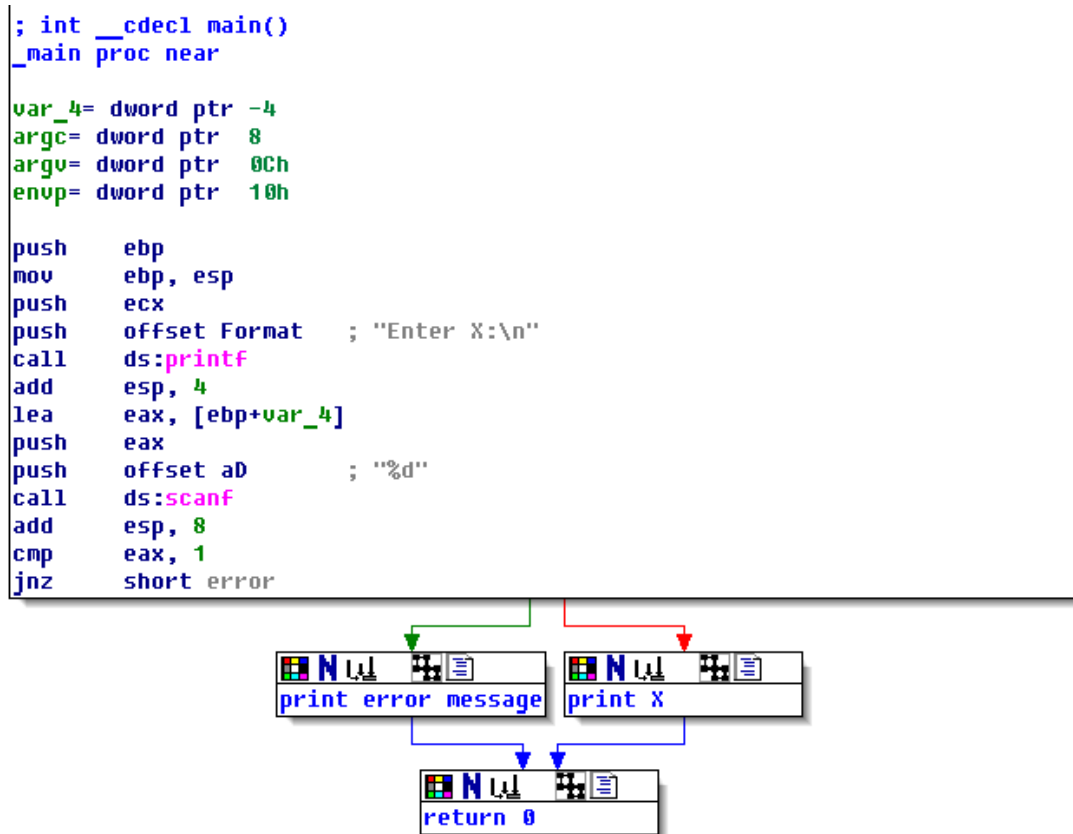 ; int __cdecl main()
_main proc near
var_4= dword ptr -4
argc= dword ptr  8
argv= dword ptr  0Ch
envp= dword ptr  10h
push    ebp
mov     ebp, esp
push    ecx
push    offset Format   ; "Enter X:\n"
call    ds:printf
add     esp, 4
lea     eax, [ebp+var_4]
push    eax
push    offset aD       ; "%d"
call    ds:scanf
add     esp, 8
cmp     eax, 1
jnz     short error
print error message
print X
return 0